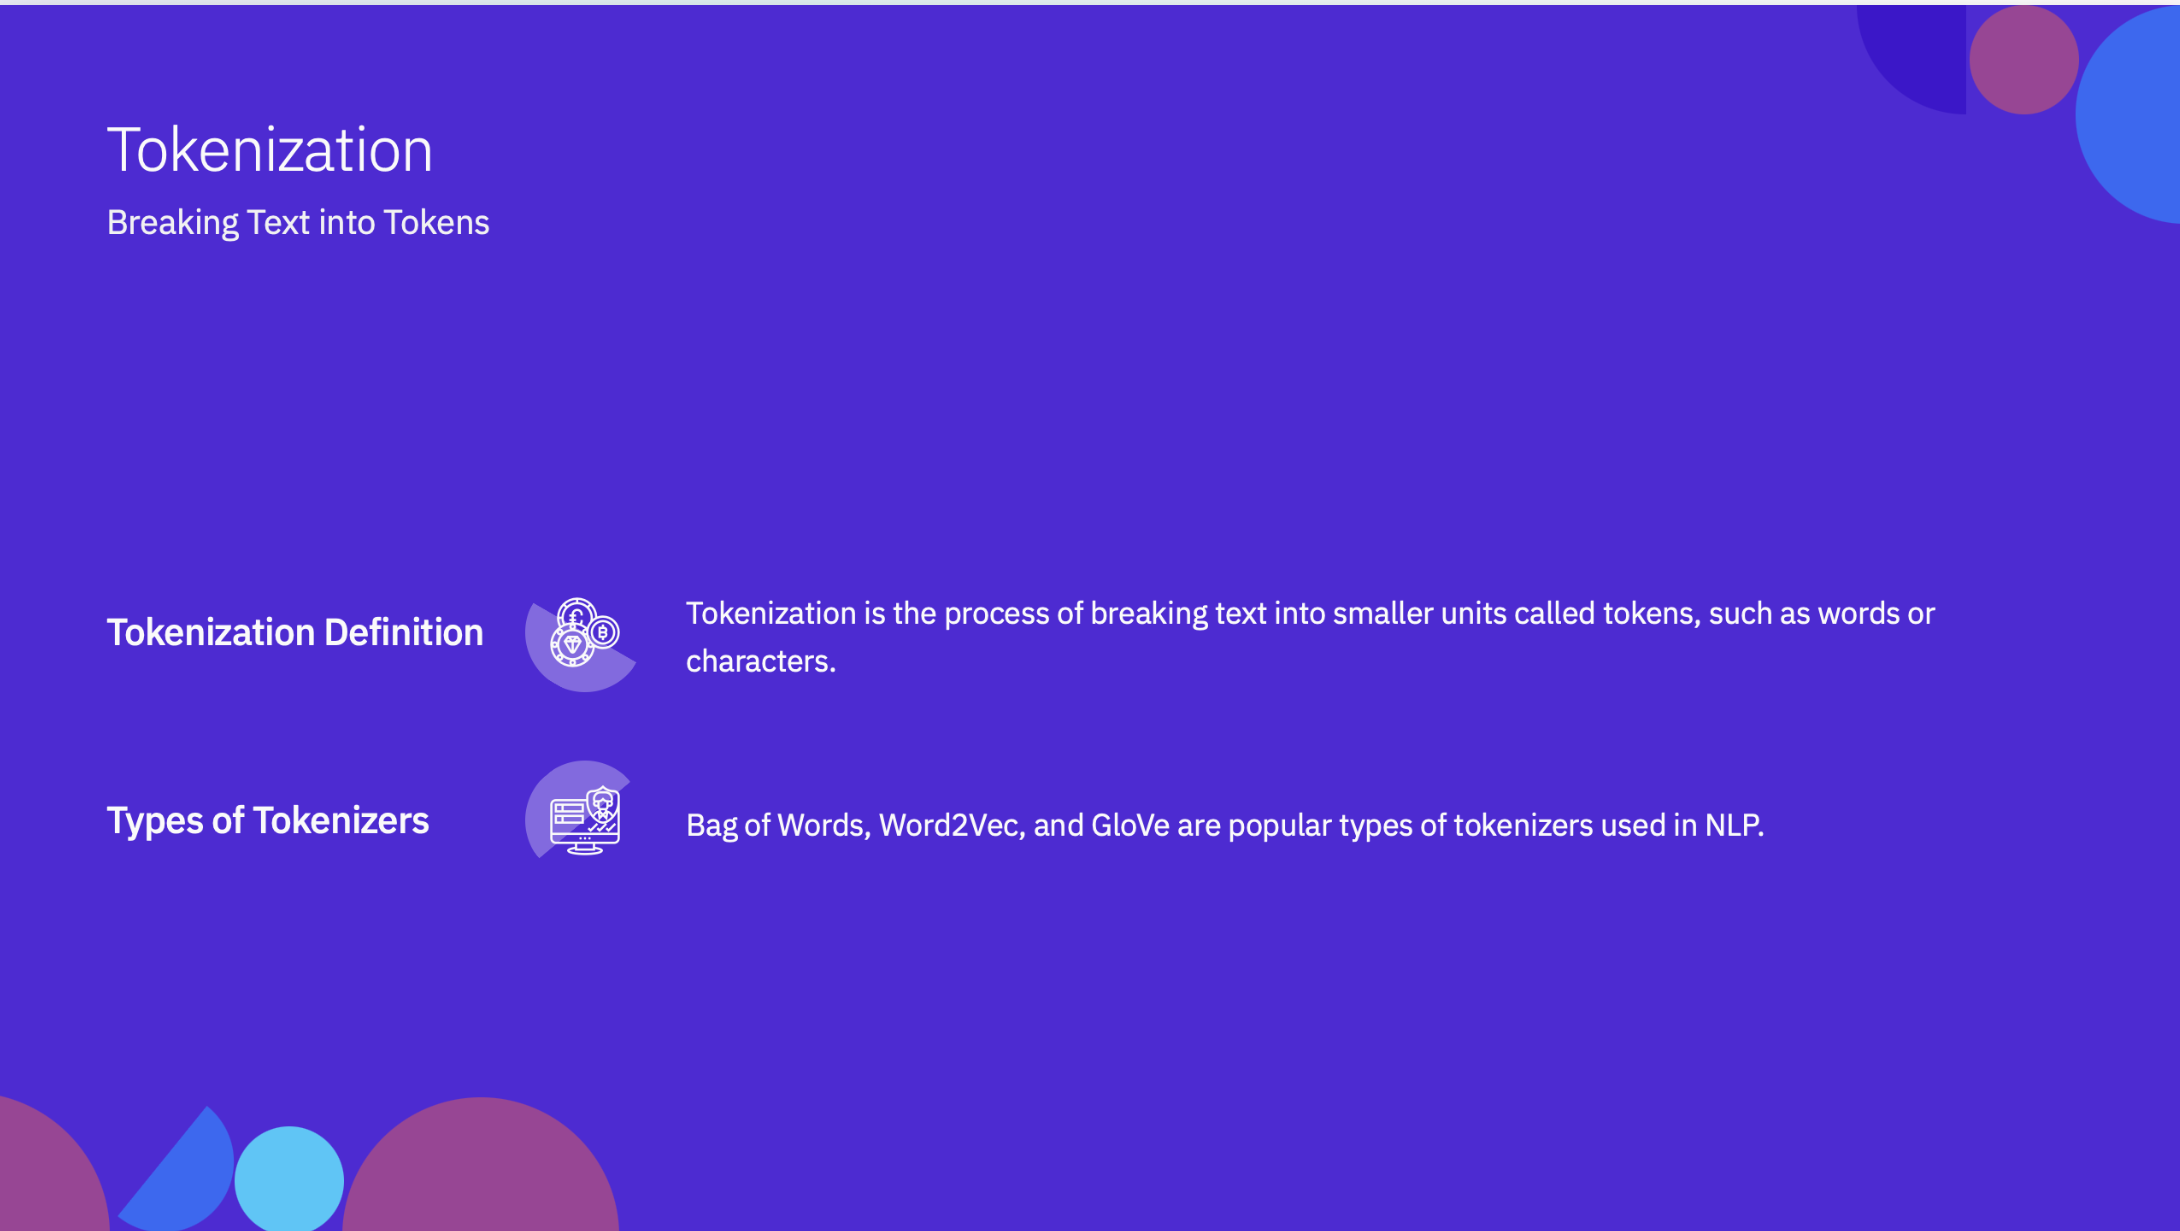 Tokenization
Breaking Text into Tokens
Tokenization Definition
Tokenization is the process of breaking text into smaller units called tokens, such as words or
characters.
Types of Tokenizers
Bag of Words, Word2Vec, and GloVe are popular types of tokenizers used in NLP.